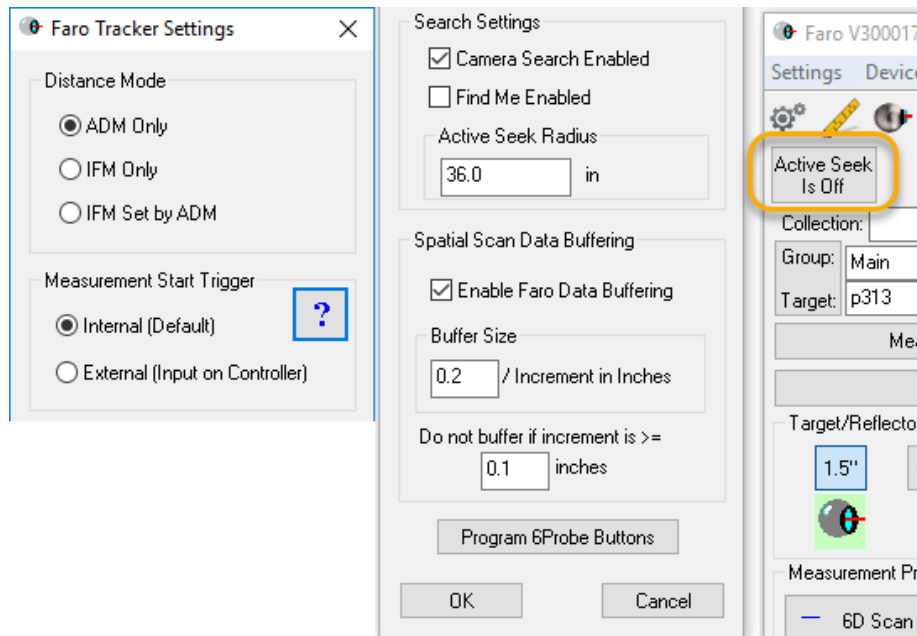 Faro Tracker Settings
Distance Mode
ADM Only
IFM Only
IFM Set by ADM
Measurement Start Trigger
?
Internal (Default)
External (Input on Controller)
Search Settings
Camera Search Enabled
Find Me Enabled
Active Seek Radius
36.0 in
Spatial Scan Data Buffering
Enable Faro Data Buffering
Buffer Size
0.2 / Increment in Inches
Do not buffer if increment is >=
0.1 inches
Program 6Probe Buttons
OK Cancel
Faro V300017
Settings Device
Active Seek
Is Off
Collection:
Group: Main
Target: p313
Mea
Target/Reflecto
1.5"
Measurement Pr
6D Scan